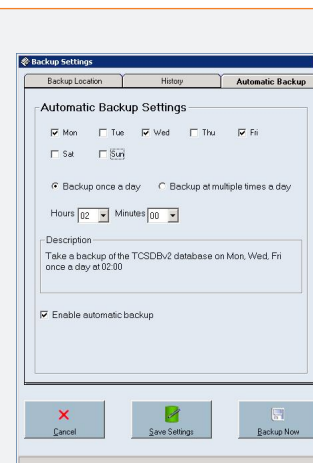 Backup Settings
Backup Location History Automatic Backup
Automatic Backup Settings
Mon Tue Wed Thu Fri
Sat Sun
Backup once a day Backup at multiple times a day
Hours 02 Minutes 00
Description
Take a backup of the TCSDBv2 database on Mon, Wed, Fri
once a day at 02:00
Enable automatic backup
Cancel Save Settings Backup Now